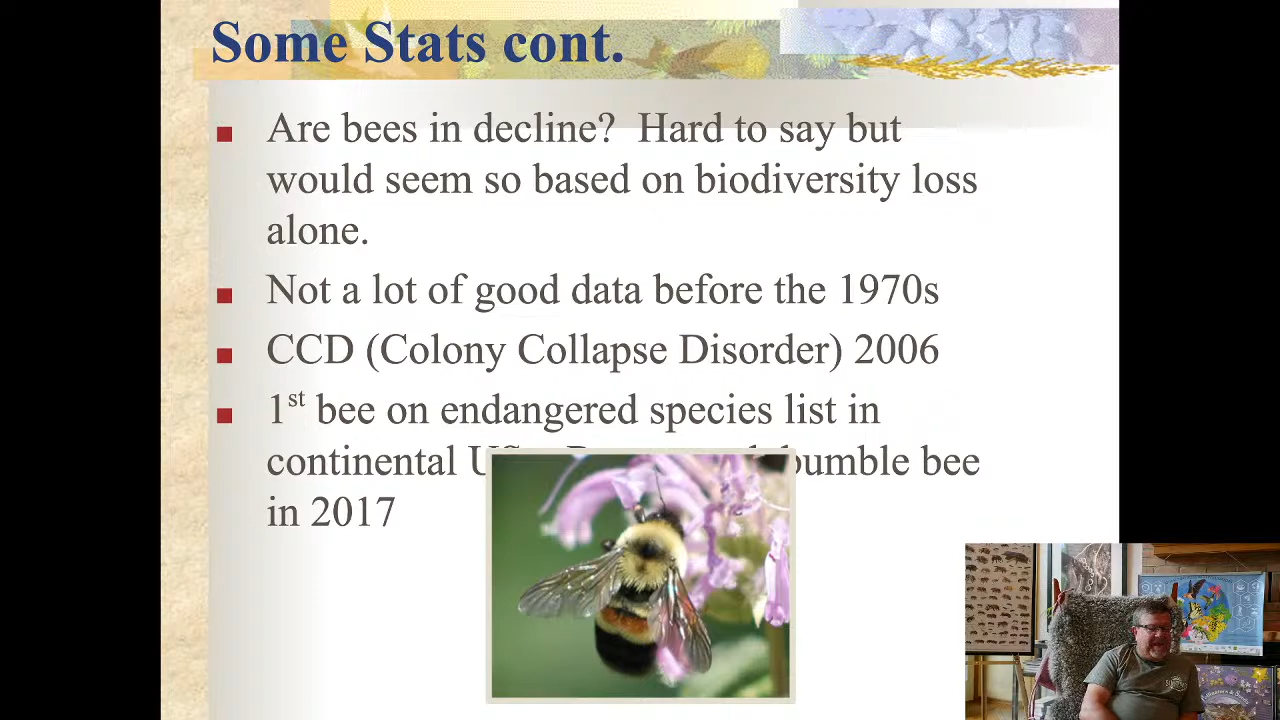 Some Stats cont.
Are bees in decline? Hard to say but
would seem so based on biodiversity loss
alone.
Not a lot of good data before the 1970s
CCD (Colony Collapse Disorder) 2006
1st bee on endangered species list in
continental bumble bee
in 2017